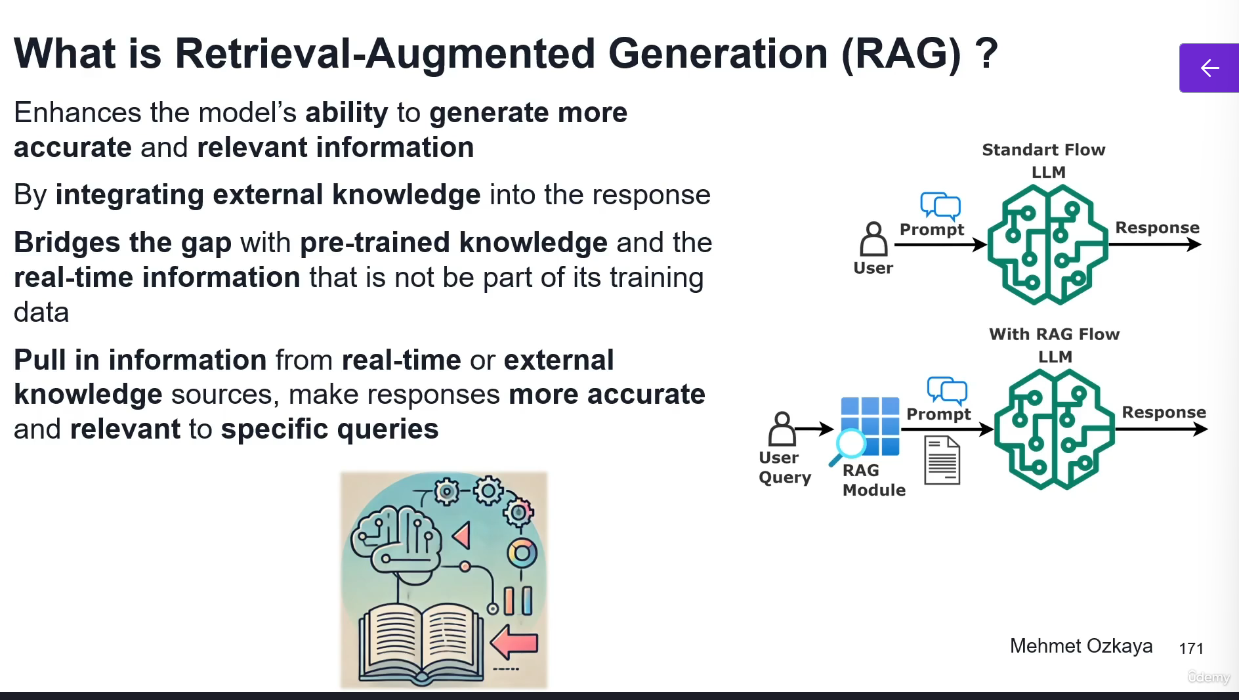 What is Retrieval-Augmented Generation (RAG) ?
Enhances the model’s ability to generate more
accurate and relevant information
By integrating external knowledge into the response
Bridges the gap with pre-trained knowledge and the
real-time information that is not be part of its training
data
Pull in information from real-time or external
knowledge sources, make responses more accurate
and relevant to specific queries
Standart Flow
LLM
Prompt
Response
User
With RAG Flow
LLM
Prompt
Response
User
Query
RAG
Module
Mehmet Ozkaya
171
ûdemy